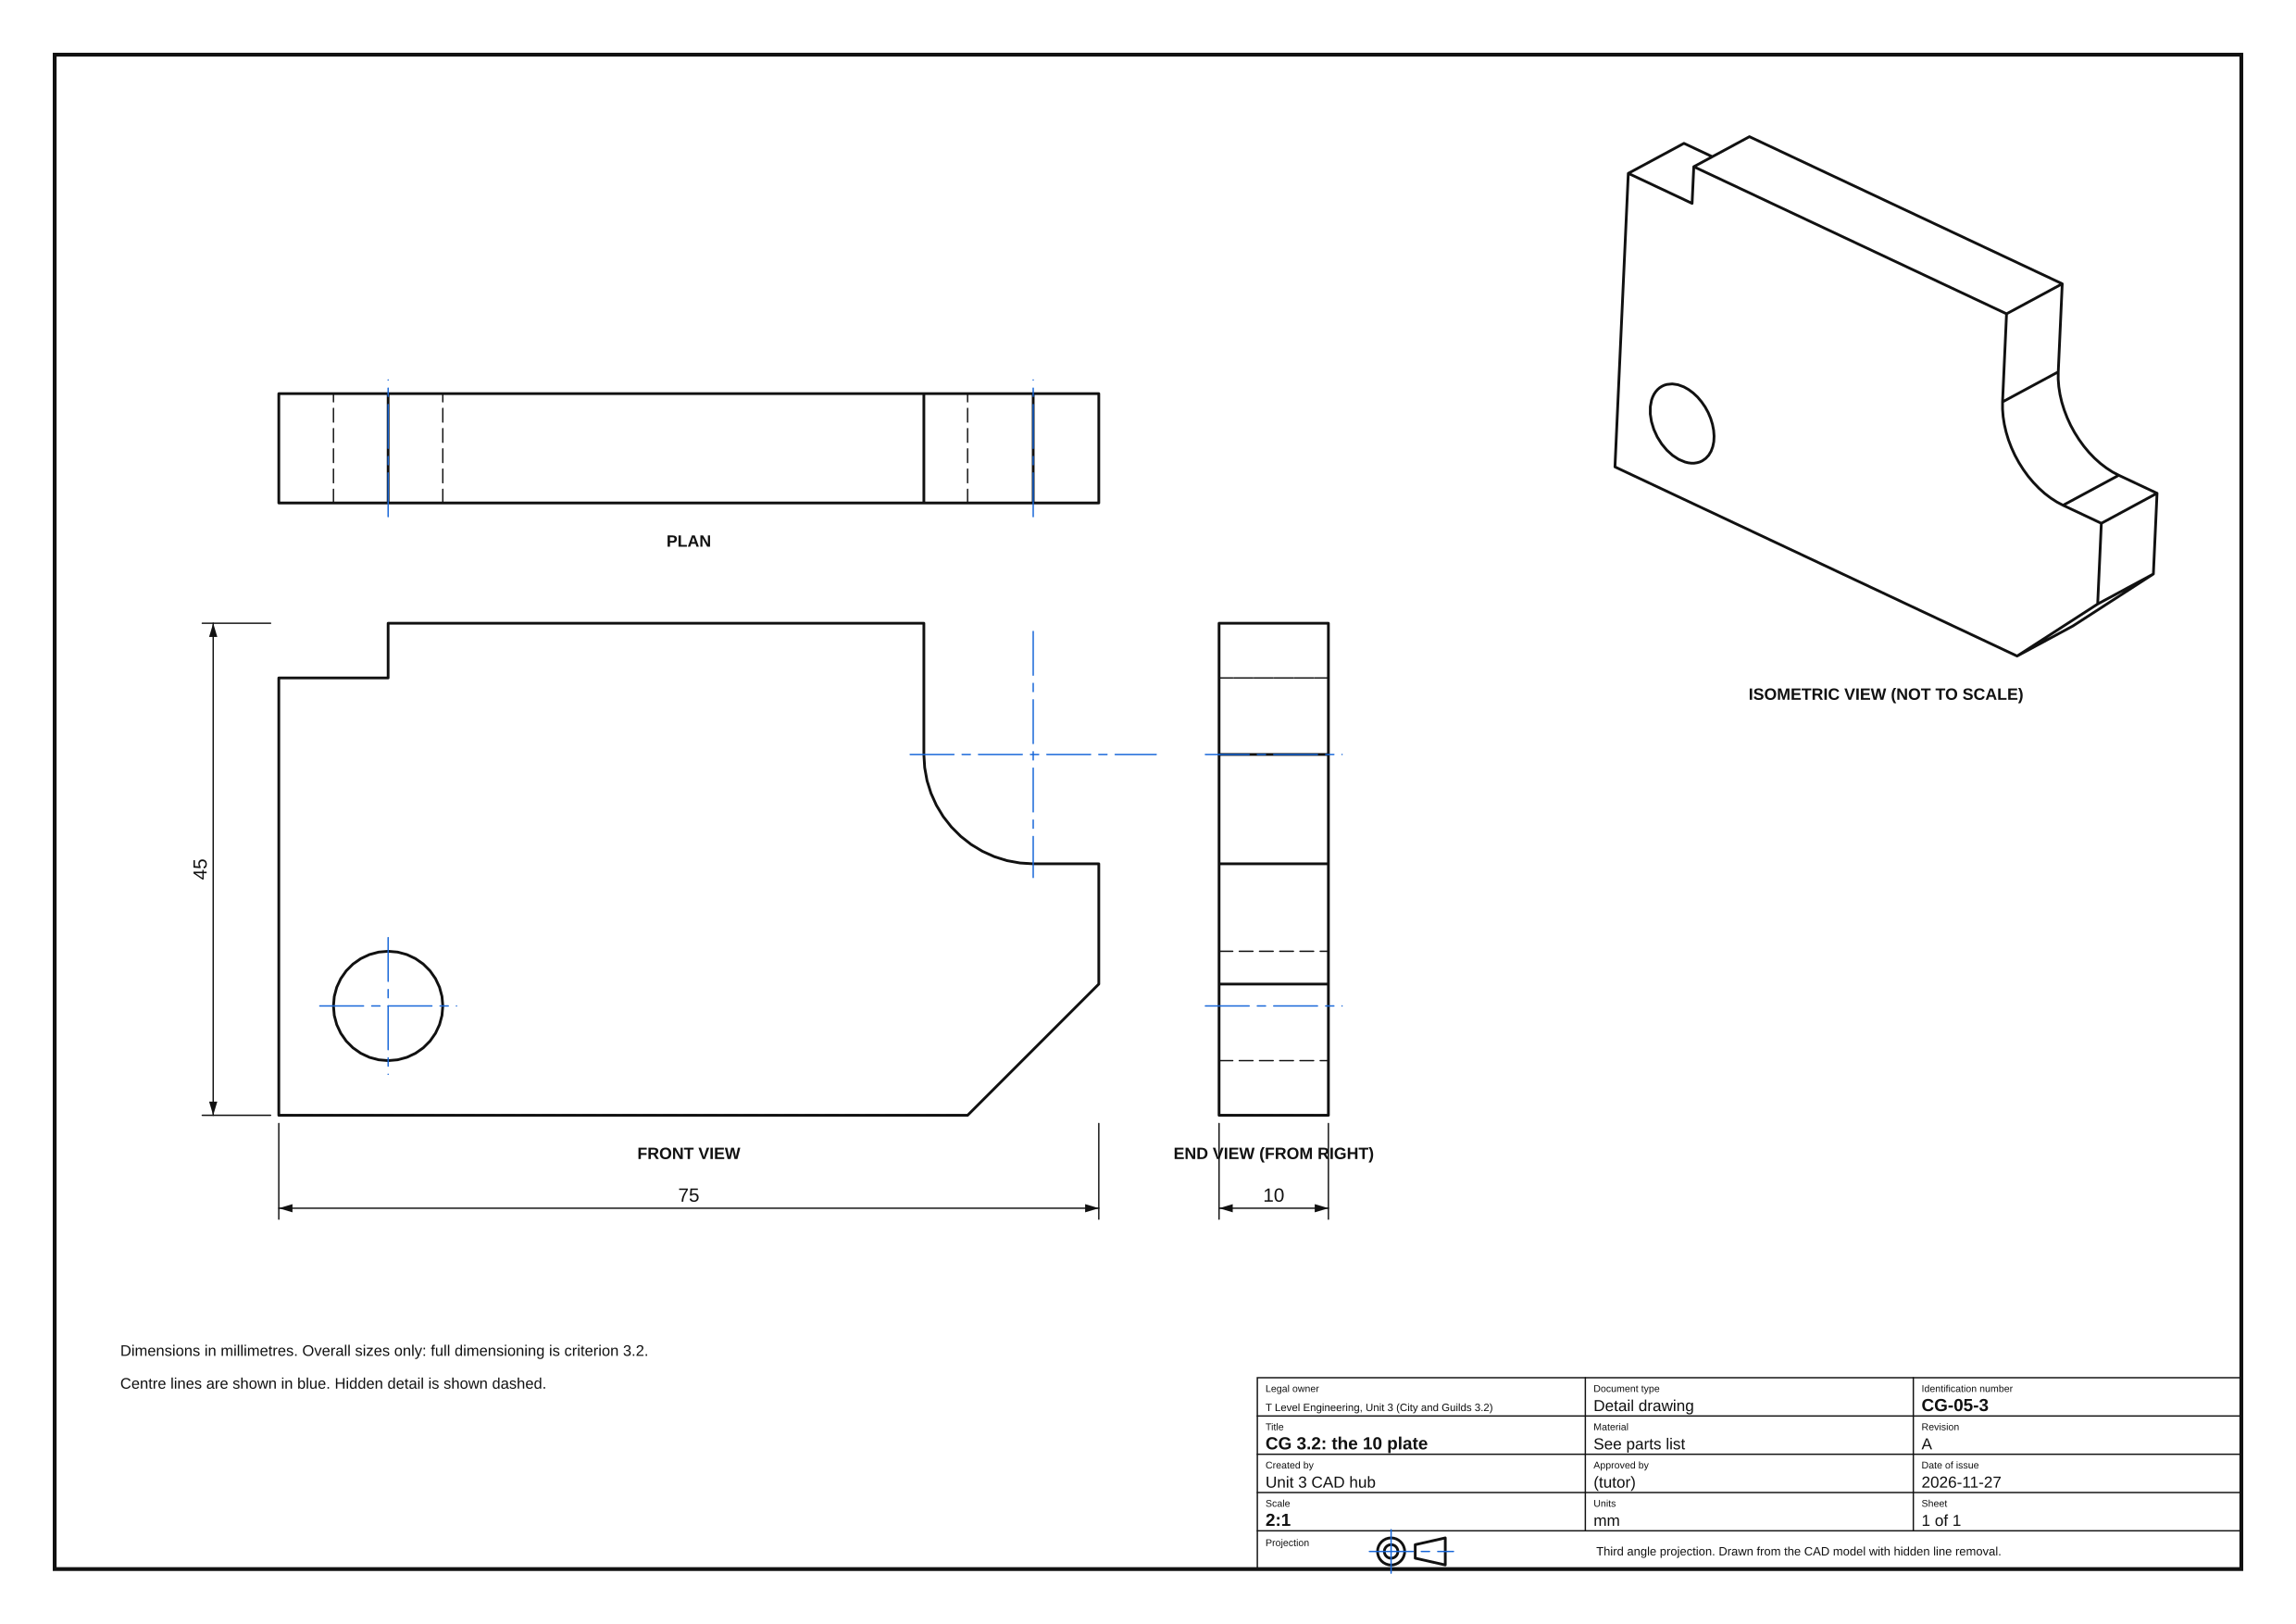 PLAN
ISOMETRIC VIEW (NOT TO SCALE)
45
FRONT VIEW
END VIEW (FROM RIGHT)
75
10
Dimensions in millimetres. Overall sizes only: full dimensioning is criterion 3.2.
Centre lines are shown in blue. Hidden detail is shown dashed.
Legal owner
T Level Engineering, Unit 3 (City and Guilds 3.2)
Document type
Detail drawing
Identification number
CG-05-3
Title
CG 3.2: the 10 plate
Material
See parts list
Revision
A
Created by
Unit 3 CAD hub
Approved by
(tutor)
Date of issue
2026-11-27
Scale
2:1
Units
mm
Sheet
1 of 1
Projection
Third angle projection. Drawn from the CAD model with hidden line removal.